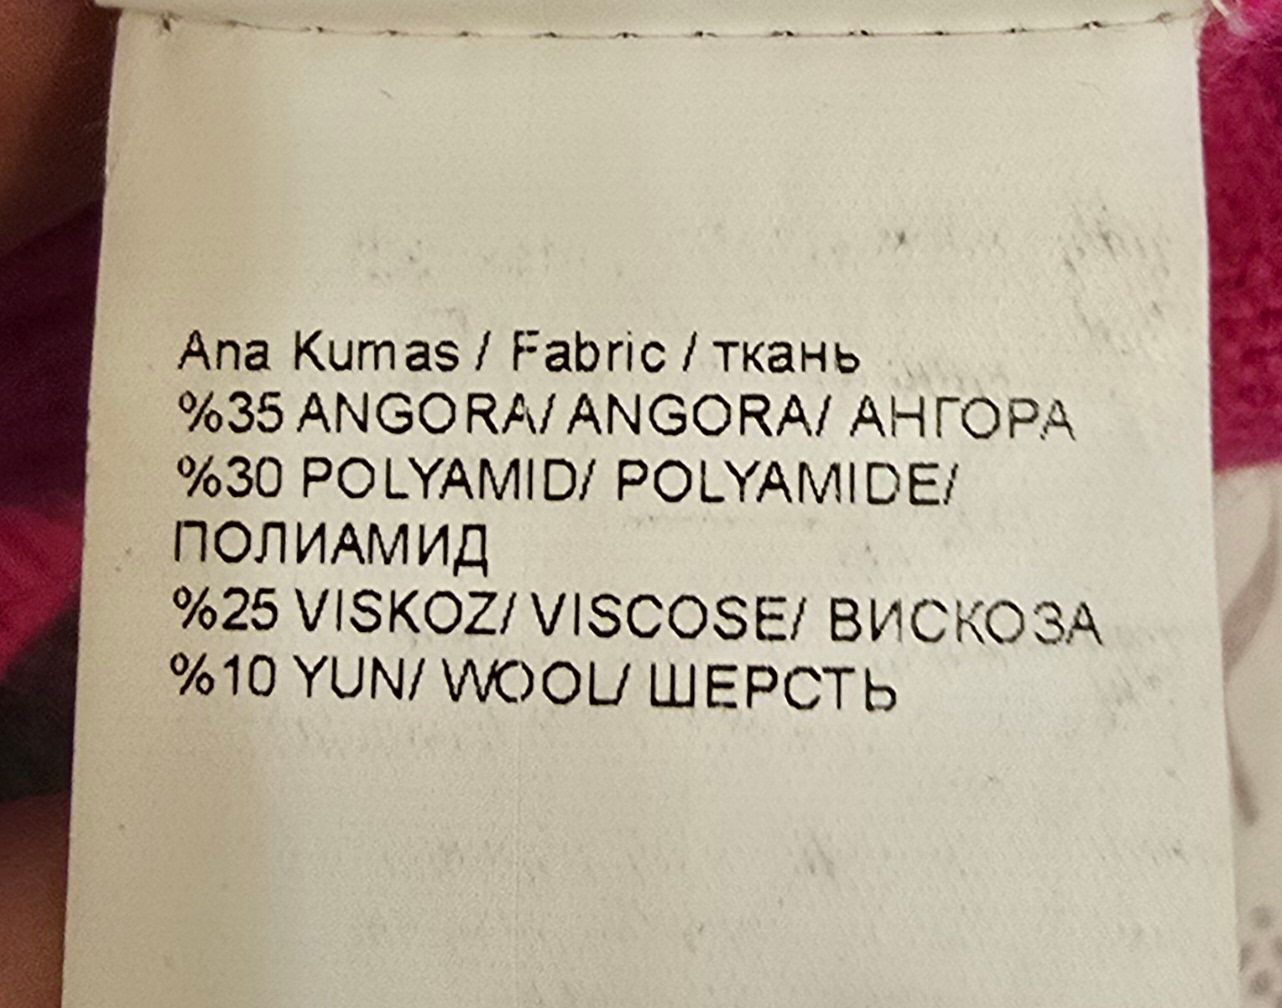 Ana Kumas / Fabric / ткань
%35 ANGORA/ ANGORA/ АНГОРА
%30 POLYAMID/ POLYAMIDE/
ПОЛИАМИД
%25 VISKOZ/ VISCOSE/ ВИСКОЗА
%10 YUN/ WOOL/ ШЕРСТЬ